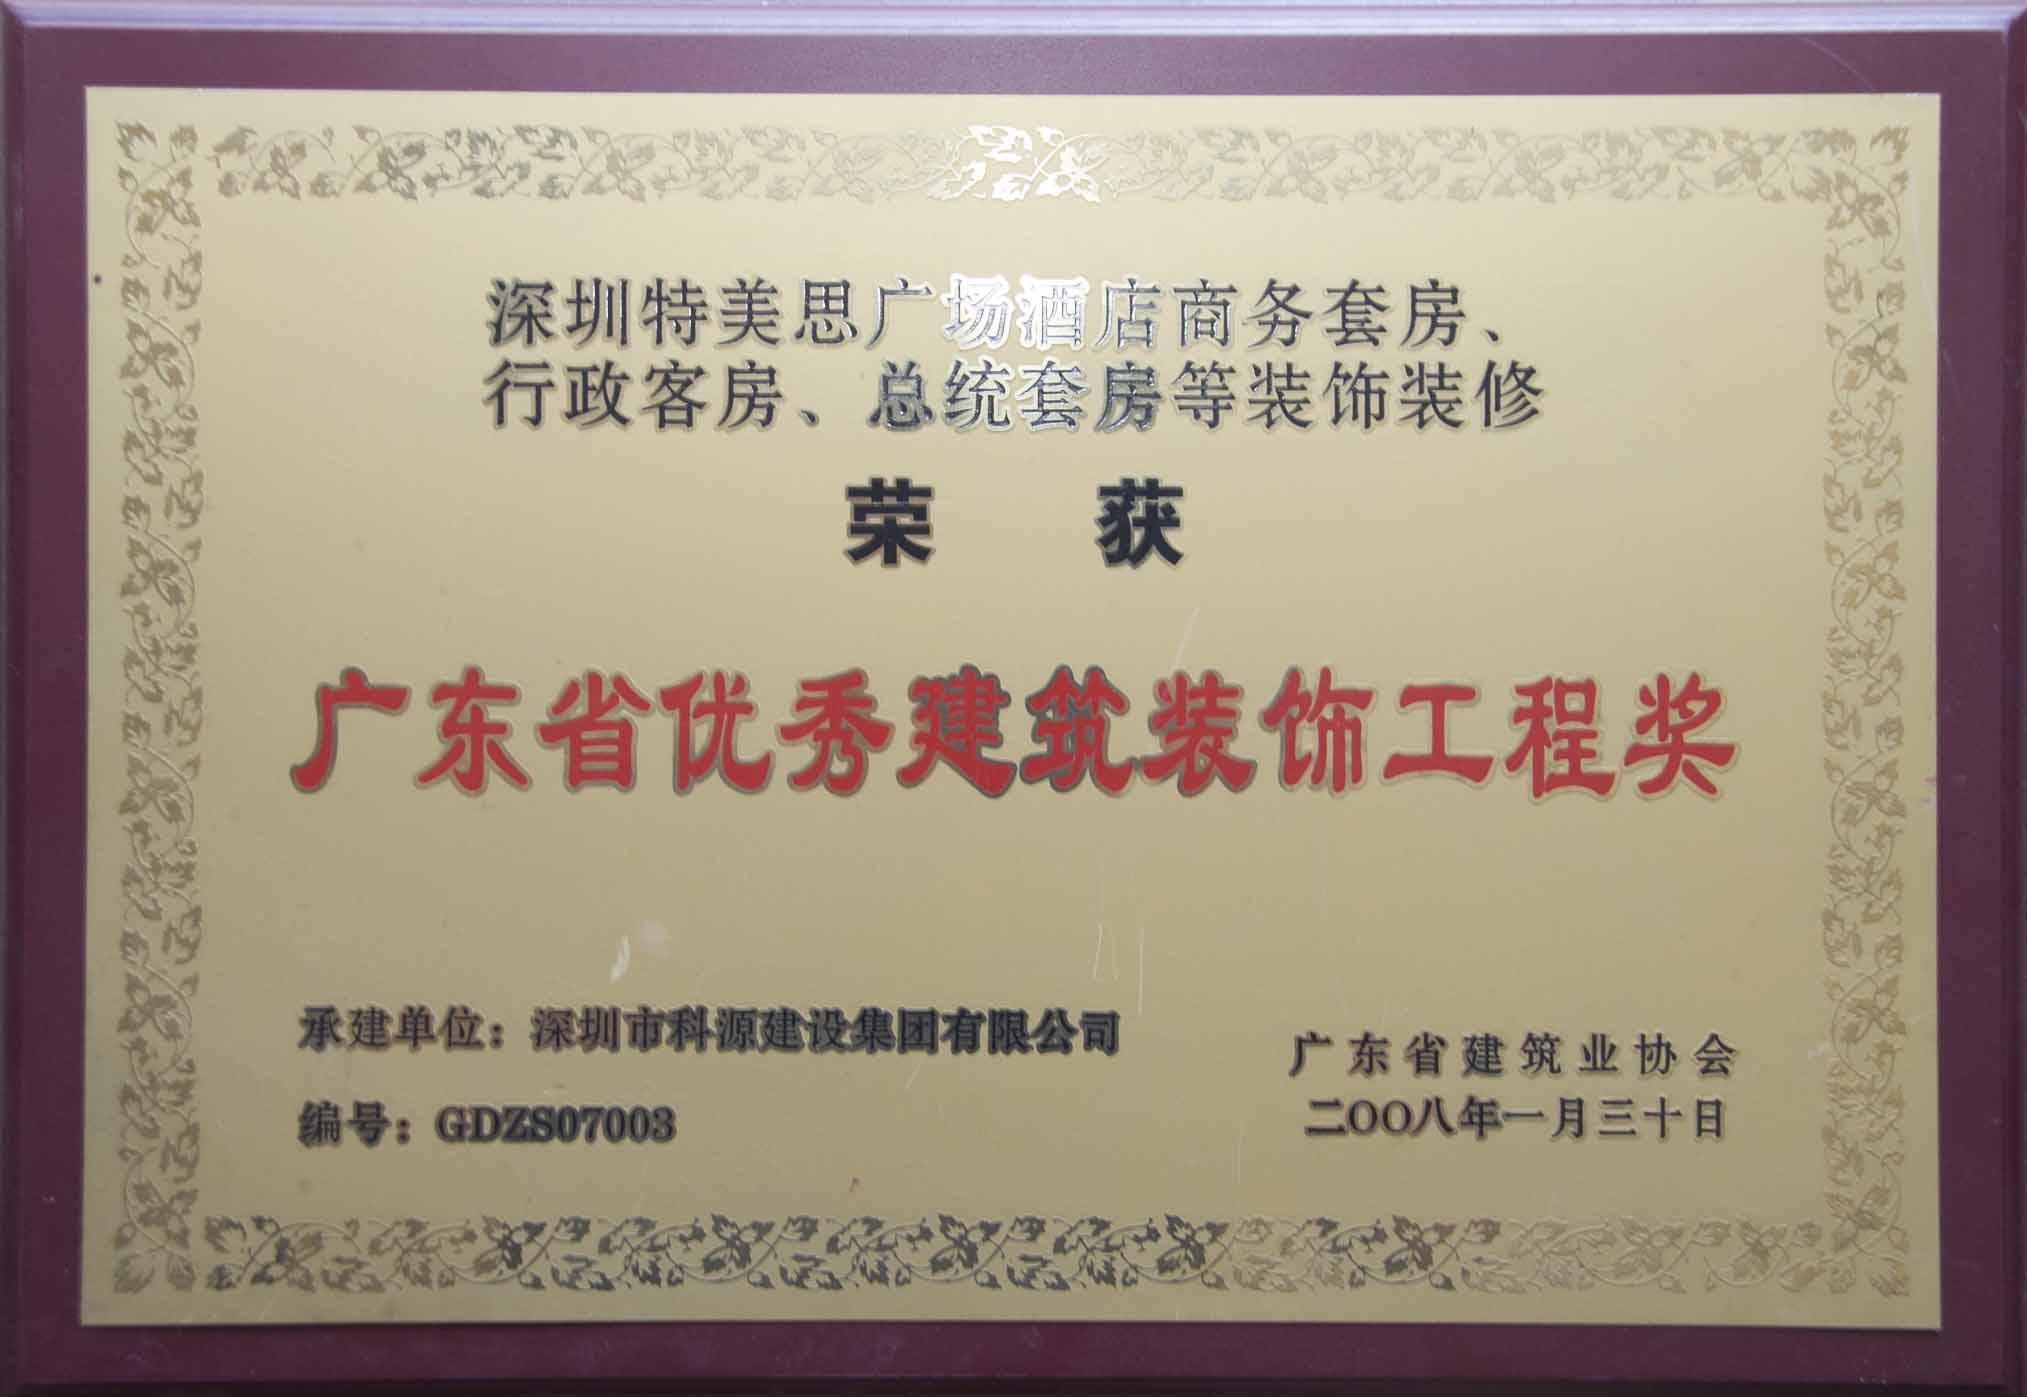 深圳特美思广场酒店商务套房、
行政客房、总统套房等装饰装修
荣 获
广东省优秀建筑装饰工程奖
承建单位：深圳市科源建设集团有限公司
编号：GDZS07003
广东省建筑业协会
二〇〇八年一月三十日